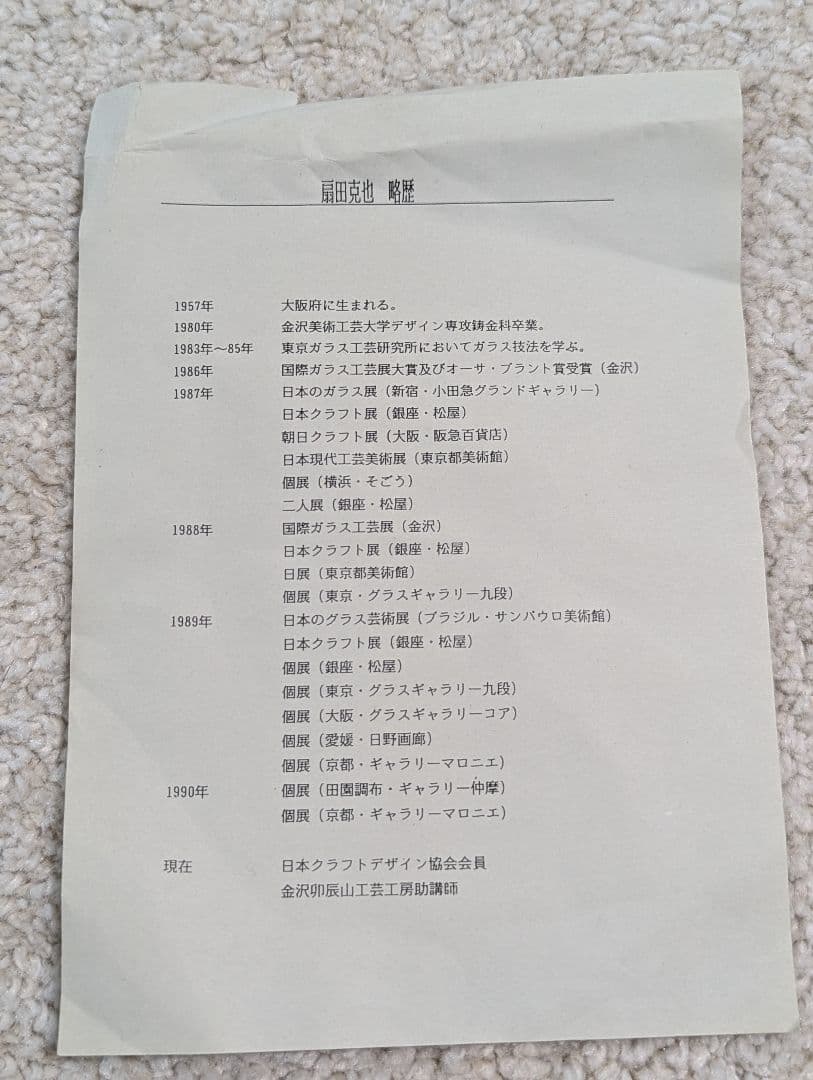 扇田克也　略歴
1957年　大阪府に生まれる。
1980年　金沢美術工芸大学デザイン専攻鋳金科卒業。
1983年〜85年　東京ガラス工芸研究所においてガラス技法を学ぶ。
1986年　国際ガラス工芸展大賞及びオーサ・ブラント賞受賞（金沢）
1987年　日本のガラス展（新宿・小田急グランドギャラリー）
日本クラフト展（銀座・松屋）
朝日クラフト展（大阪・阪急百貨店）
日本現代工芸美術展（東京都美術館）
個展（横浜・そごう）
二人展（銀座・松屋）
1988年　国際ガラス工芸展（金沢）
日本クラフト展（銀座・松屋）
日展（東京都美術館）
個展（東京・グラスギャラリー九段）
1989年　日本のグラス芸術展（ブラジル・サンパウロ美術館）
日本クラフト展（銀座・松屋）
個展（銀座・松屋）
個展（東京・グラスギャラリー九段）
個展（大阪・グラスギャラリーコア）
個展（愛媛・日野画廊）
個展（京都・ギャラリーマロニエ）
1990年　個展（田園調布・ギャラリー仲摩）
個展（京都・ギャラリーマロニエ）
現在　日本クラフトデザイン協会会員
金沢卯辰山工芸工房助講師